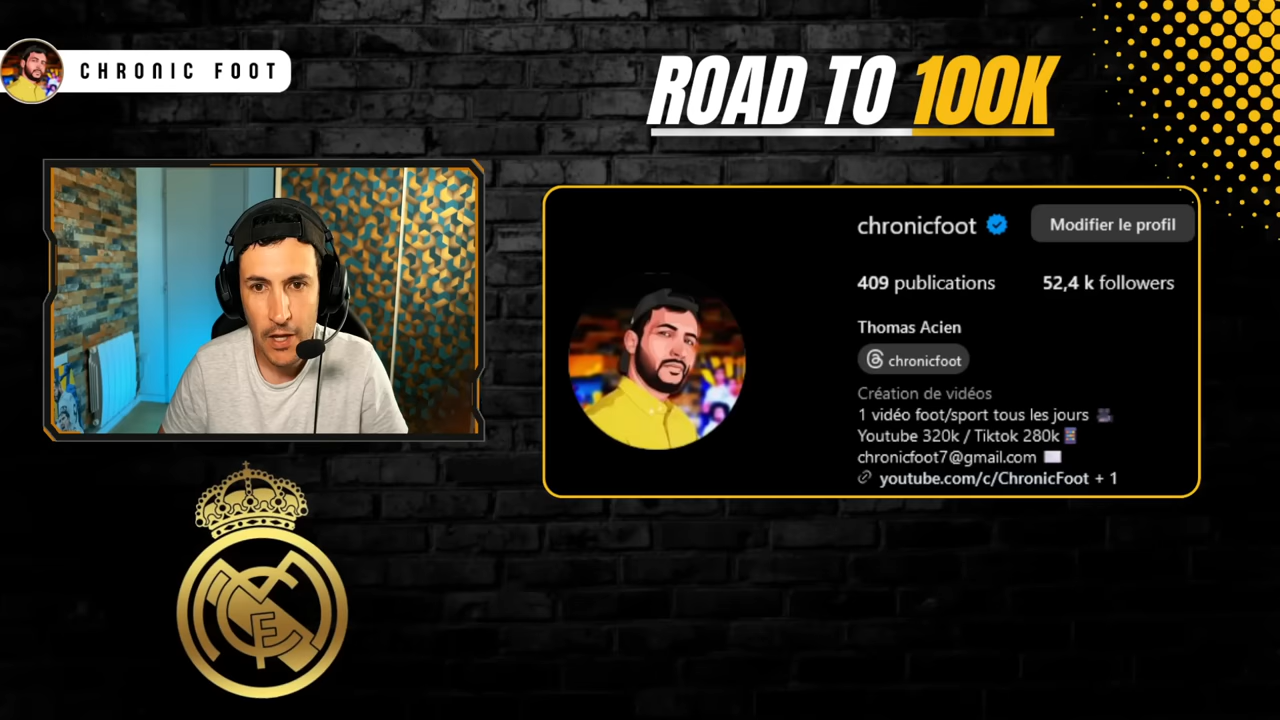 CHRONIC FOOT
ROAD TO 100K
chronicfoot
Modifier le profil
409 publications
52,4 k followers
Thomas Acien
chronicfoot
Création de vidéos
1 vidéo foot/sport tous les jours
Youtube 320k / Tiktok 280k
chronicfoot7@gmail.com
youtube.com/c/ChronicFoot + 1